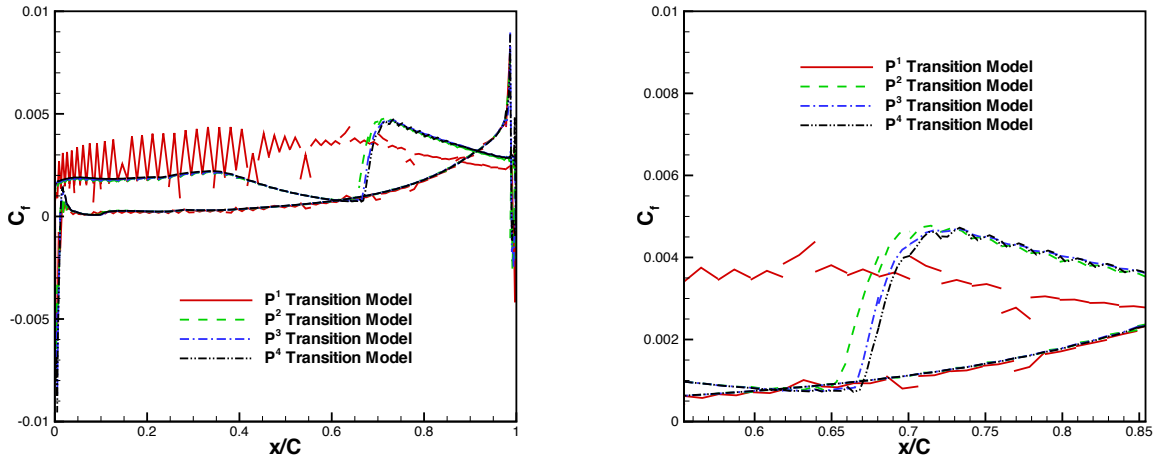 0.01
0.005
0
-0.005
-0.01
C_f
0 0.2 0.4 0.6 0.8 1
x/C
P¹ Transition Model
P² Transition Model
P³ Transition Model
P⁴ Transition Model
0.01
0.008
0.006
0.004
0.002
0
C_f
0.6 0.65 0.7 0.75 0.8 0.85
x/C
P¹ Transition Model
P² Transition Model
P³ Transition Model
P⁴ Transition Model